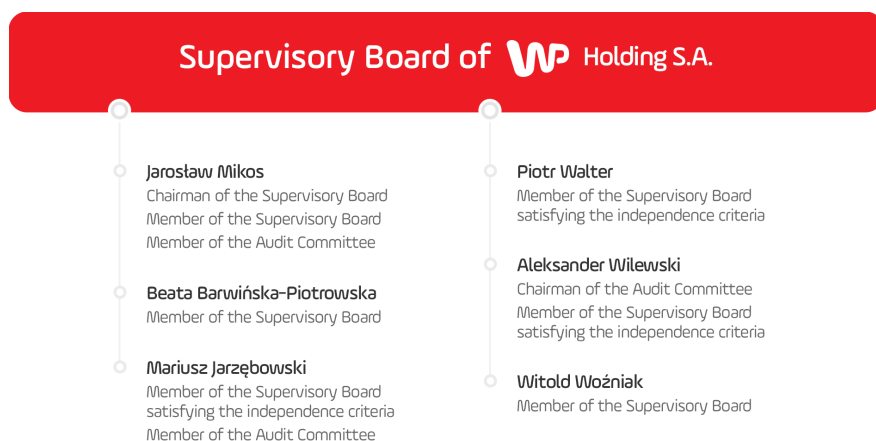 Supervisory Board of WP Holding S.A.
Jarosław Mikos
Chairman of the Supervisory Board
Member of the Supervisory Board
Member of the Audit Committee
Beata Barwińska-Piotrowska
Member of the Supervisory Board
Mariusz Jarzębowski
Member of the Supervisory Board
satisfying the independence criteria
Member of the Audit Committee
Piotr Walter
Member of the Supervisory Board
satisfying the independence criteria
Aleksander Wilewski
Chairman of the Audit Committee
Member of the Supervisory Board
satisfying the independence criteria
Witold Woźniak
Member of the Supervisory Board